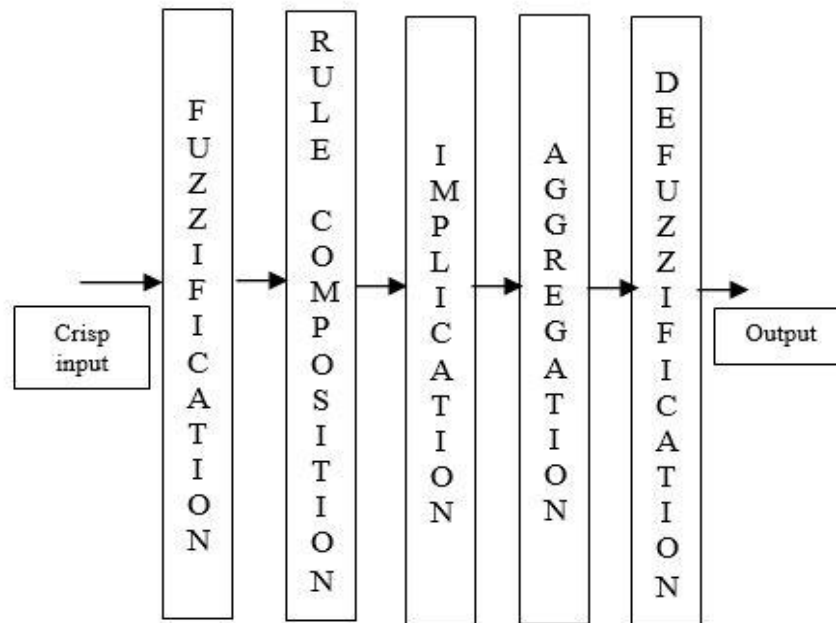 FUZZIFICATION
RULE COMPOSITION
IMPLICATION
AGGREGATION
DEFUZZIFICATION
Crisp
input
Output